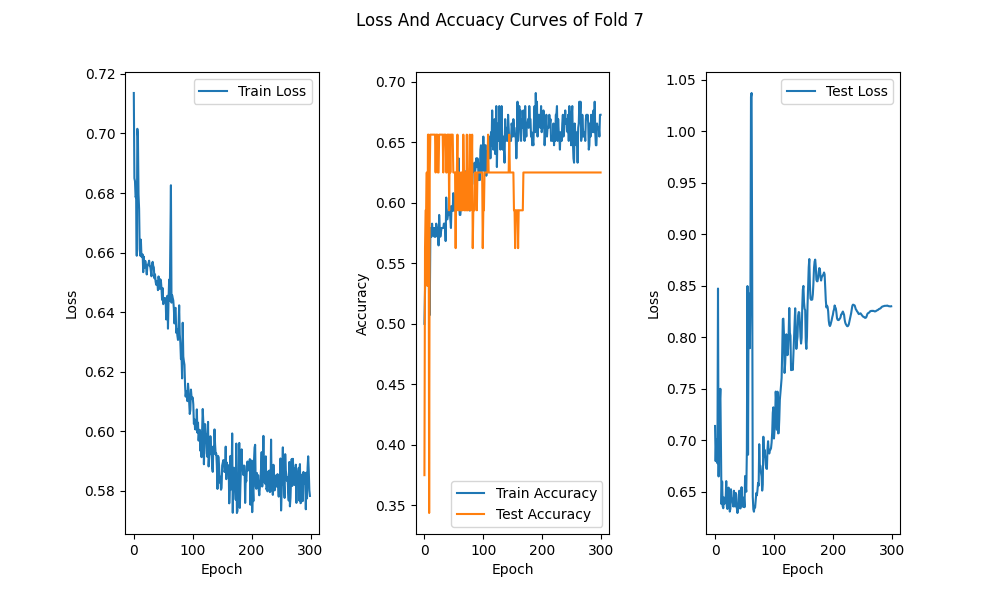 Loss And Accuacy Curves of Fold 7
0.72
0.70
0.68
0.66
0.64
0.62
0.60
0.58
Loss
0 100 200 300
Epoch
Train Loss
0.70
0.65
0.60
0.55
0.50
0.45
0.40
0.35
Accuracy
0 100 200 300
Epoch
Train Accuracy
Test Accuracy
1.05
1.00
0.95
0.90
0.85
0.80
0.75
0.70
0.65
Loss
0 100 200 300
Epoch
Test Loss